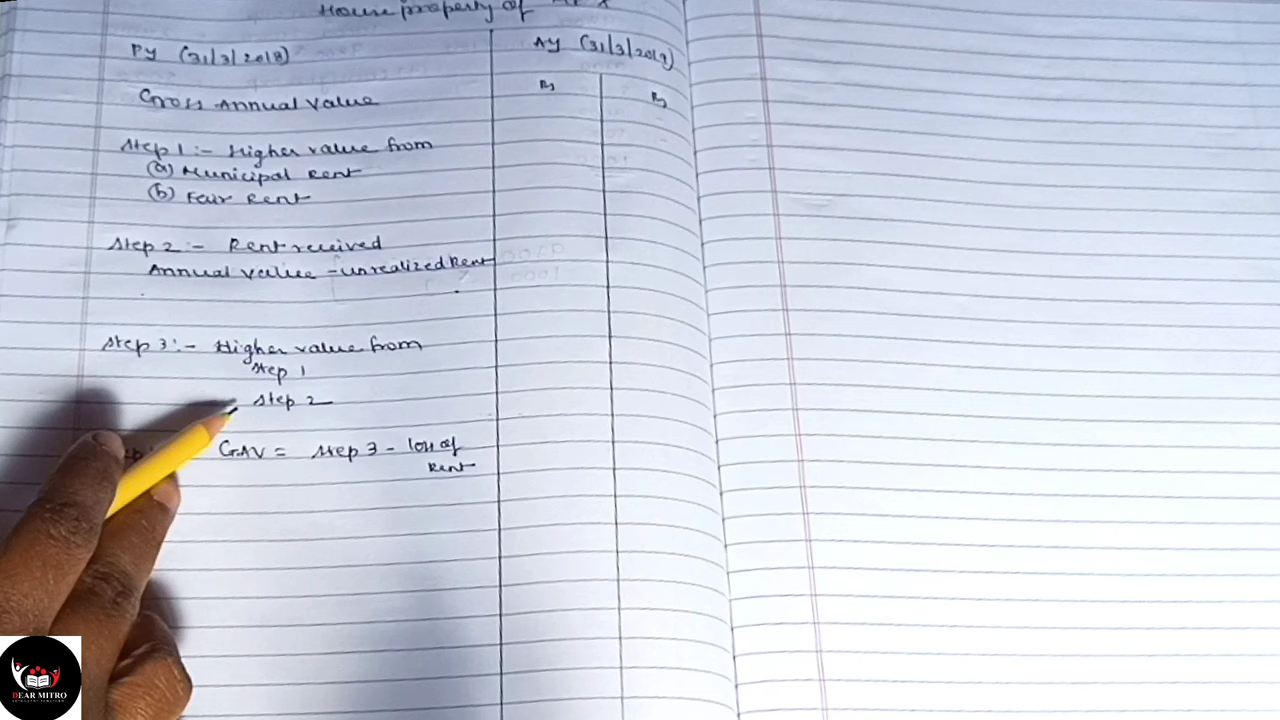 House property of Mr X
PY (31/3/2018)
AY (31/3/2019)
Rs
Rs
Gross Annual Value
Step 1 :- Higher value from
(a) Municipal Rent
(b) Fair Rent
Step 2 :- Rent received
Annual value - unrealized Rent
Step 3 :- Higher value from
Step 1
Step 2
GAV = Step 3 - loss of
Rent
DEAR MITRO